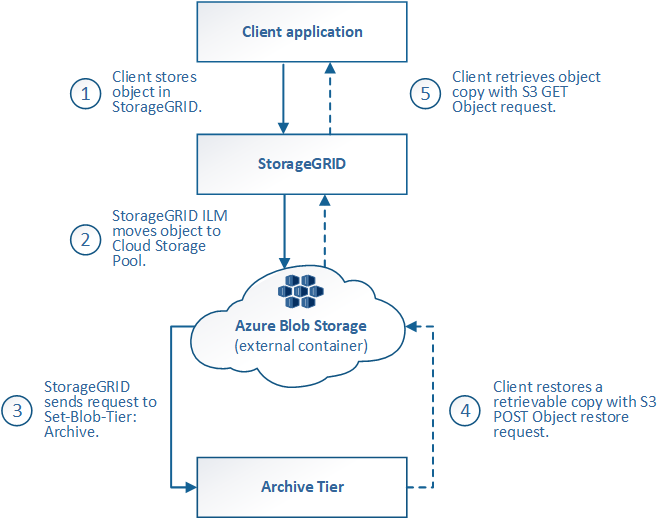 Client application
1
Client stores
object in
StorageGRID.
5
Client retrieves object
copy with S3 GET
Object request.
StorageGRID
2
StorageGRID ILM
moves object to
Cloud Storage
Pool.
Azure Blob Storage
(external container)
3
StorageGRID
sends request to
Set-Blob-Tier:
Archive.
4
Client restores a
retrievable copy with S3
POST Object restore
request.
Archive Tier